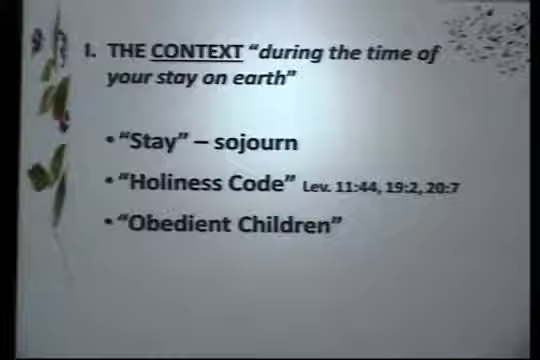 I. THE CONTEXT “during the time of
your stay on earth”
• “Stay” – sojourn
• “Holiness Code” Lev. 11:44, 19:2, 20:7
• “Obedient Children”